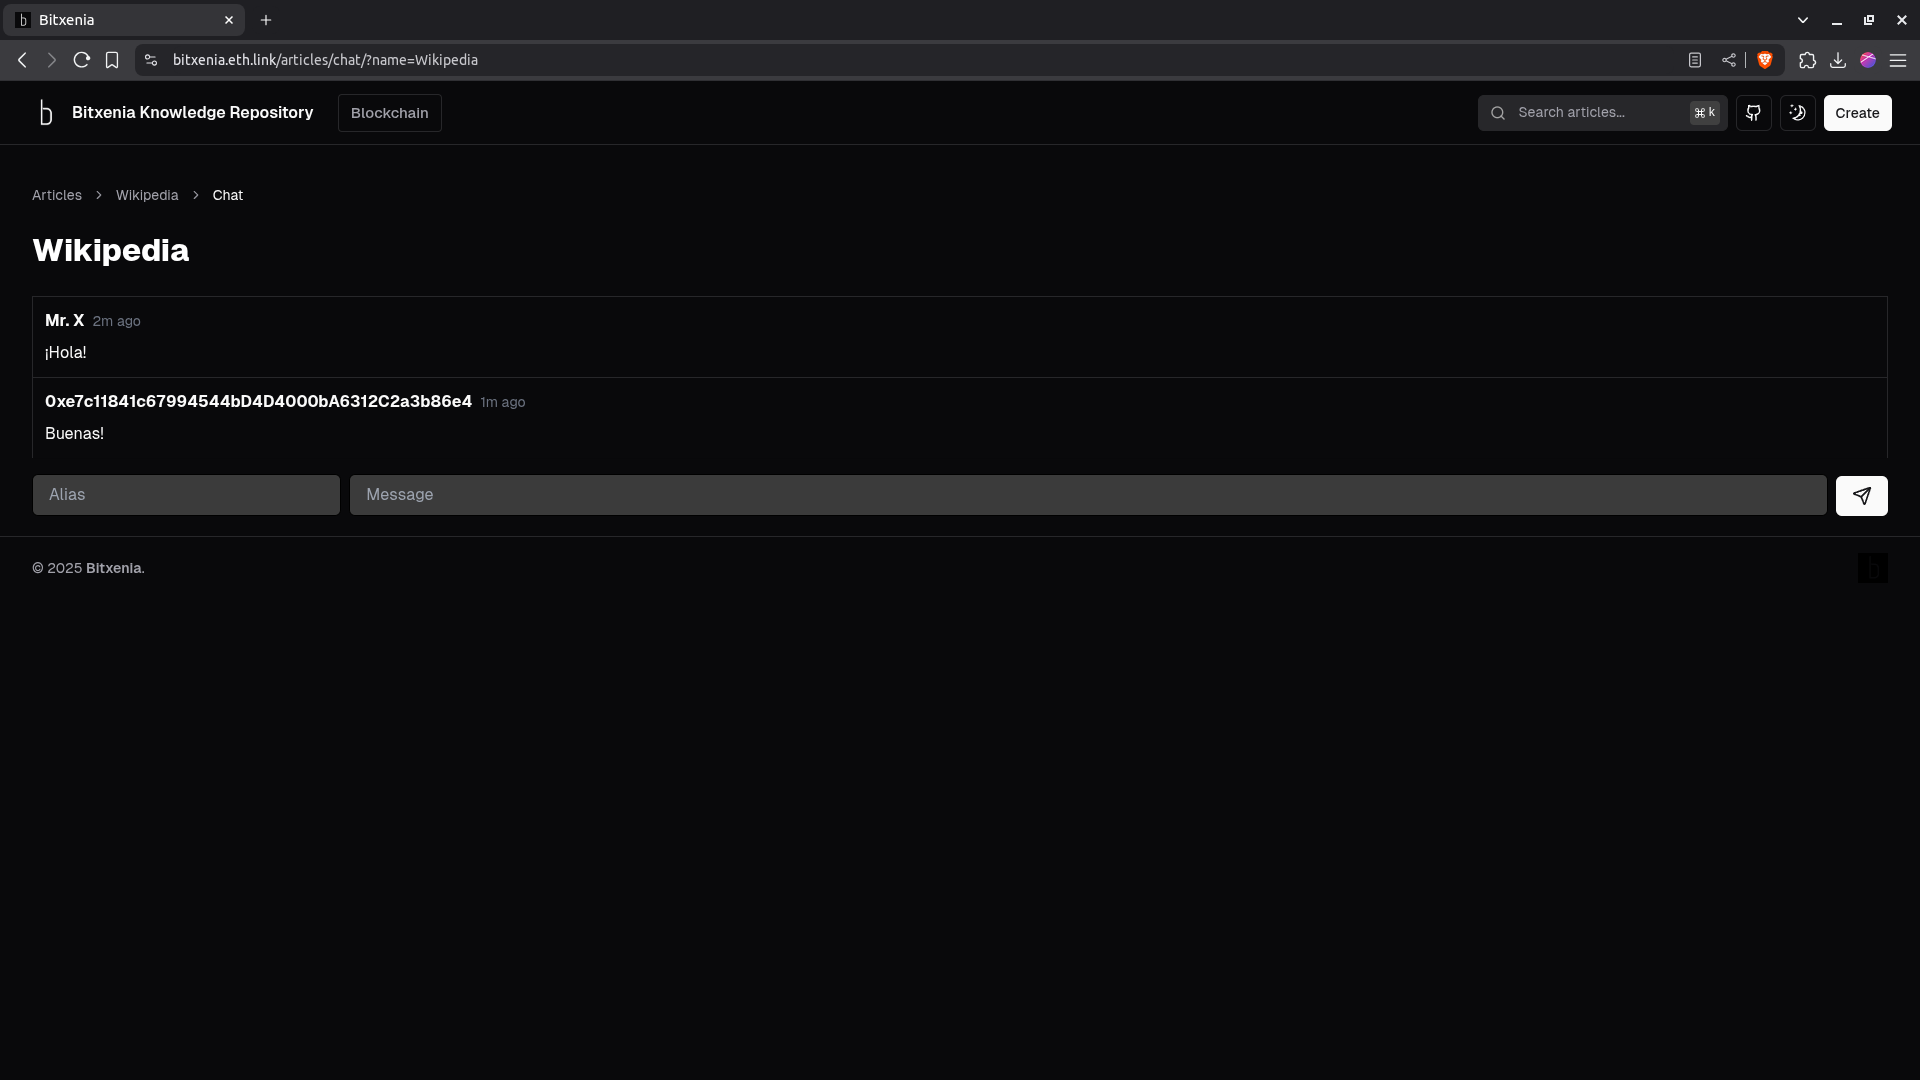 Bitxenia
bitxenia.eth.link/articles/chat/?name=Wikipedia
b Bitxenia Knowledge Repository Blockchain Search articles... ⌘ k Create
Articles > Wikipedia > Chat
Wikipedia
Mr. X 2m ago
¡Hola!
0xe7c11841c67994544bD4D4000bA6312C2a3b86e4 1m ago
Buenas!
Alias Message
© 2025 Bitxenia.